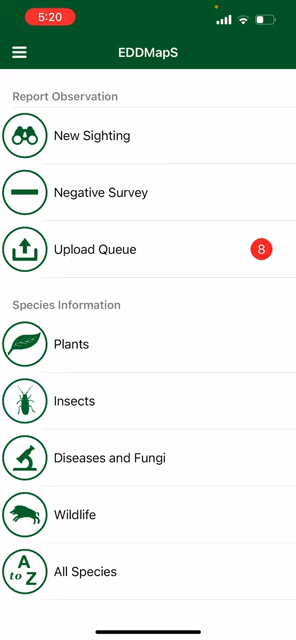 5:20
EDDMapS
Report Observation
New Sighting
Negative Survey
Upload Queue
8
Species Information
Plants
Insects
Diseases and Fungi
Wildlife
A to Z
All Species